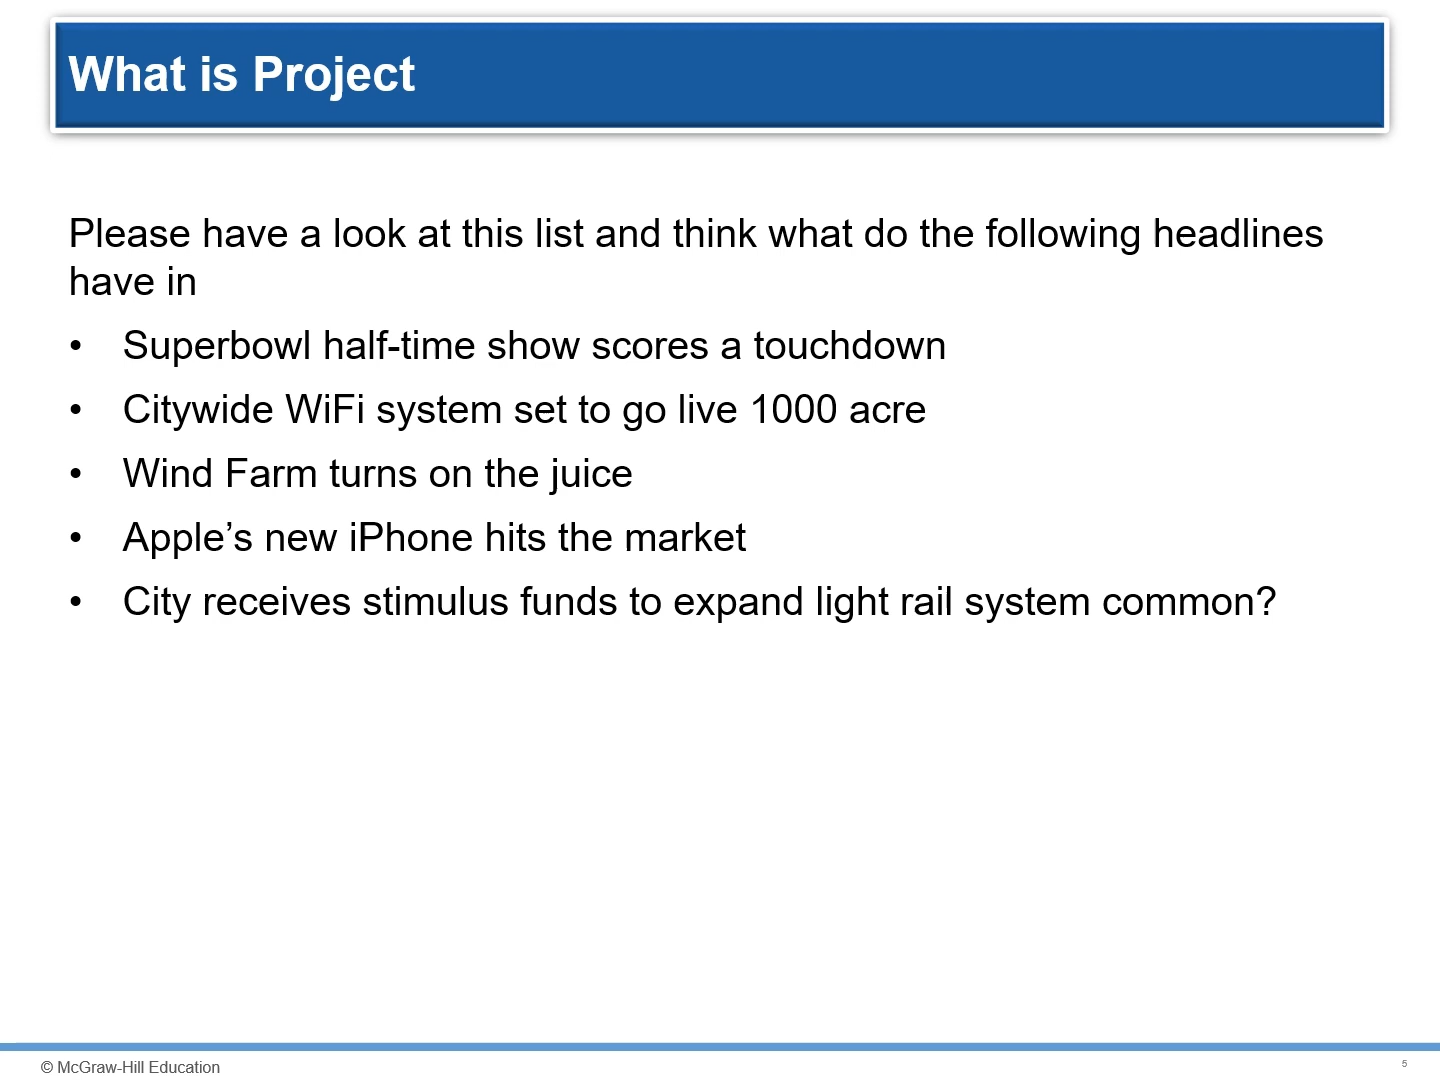 What is Project
Please have a look at this list and think what do the following headlines
have in
• Superbowl half-time show scores a touchdown
• Citywide WiFi system set to go live 1000 acre
• Wind Farm turns on the juice
• Apple’s new iPhone hits the market
• City receives stimulus funds to expand light rail system common?
© McGraw-Hill Education
5